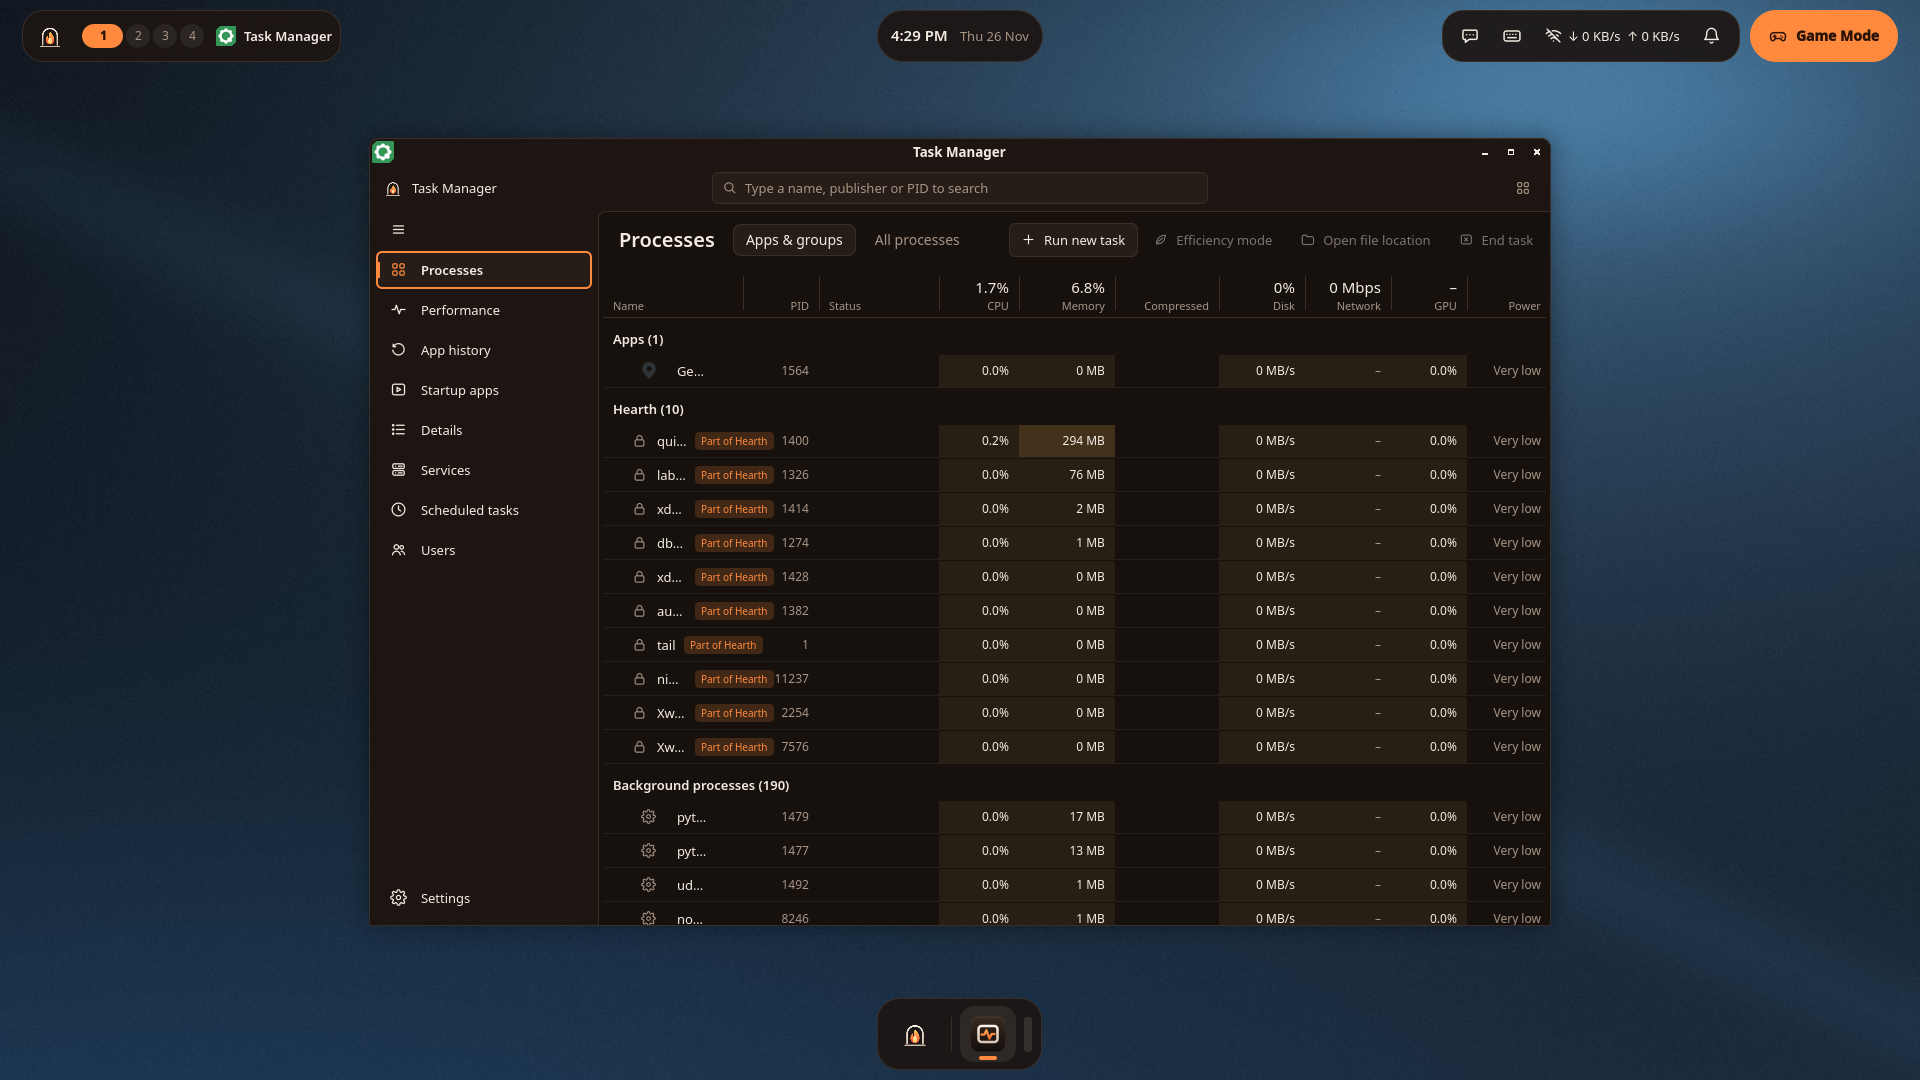 1 2 3 4 Task Manager
4:29 PM Thu 26 Nov
↓ 0 KB/s ↑ 0 KB/s
Game Mode
Task Manager
Task Manager
Type a name, publisher or PID to search
Processes
Performance
App history
Startup apps
Details
Services
Scheduled tasks
Users
Settings
Processes Apps & groups All processes Run new task Efficiency mode Open file location End task
1.7% 6.8% 0% 0 Mbps –
Name PID Status CPU Memory Compressed Disk Network GPU Power
Apps (1)
Ge... 1564 0.0% 0 MB 0 MB/s – 0.0% Very low
Hearth (10)
qui... Part of Hearth 1400 0.2% 294 MB 0 MB/s – 0.0% Very low
lab... Part of Hearth 1326 0.0% 76 MB 0 MB/s – 0.0% Very low
xd... Part of Hearth 1414 0.0% 2 MB 0 MB/s – 0.0% Very low
db... Part of Hearth 1274 0.0% 1 MB 0 MB/s – 0.0% Very low
xd... Part of Hearth 1428 0.0% 0 MB 0 MB/s – 0.0% Very low
au... Part of Hearth 1382 0.0% 0 MB 0 MB/s – 0.0% Very low
tail Part of Hearth 1 0.0% 0 MB 0 MB/s – 0.0% Very low
ni... Part of Hearth 11237 0.0% 0 MB 0 MB/s – 0.0% Very low
Xw... Part of Hearth 2254 0.0% 0 MB 0 MB/s – 0.0% Very low
Xw... Part of Hearth 7576 0.0% 0 MB 0 MB/s – 0.0% Very low
Background processes (190)
pyt... 1479 0.0% 17 MB 0 MB/s – 0.0% Very low
pyt... 1477 0.0% 13 MB 0 MB/s – 0.0% Very low
ud... 1492 0.0% 1 MB 0 MB/s – 0.0% Very low
no... 8246 0.0% 1 MB 0 MB/s – 0.0% Very low